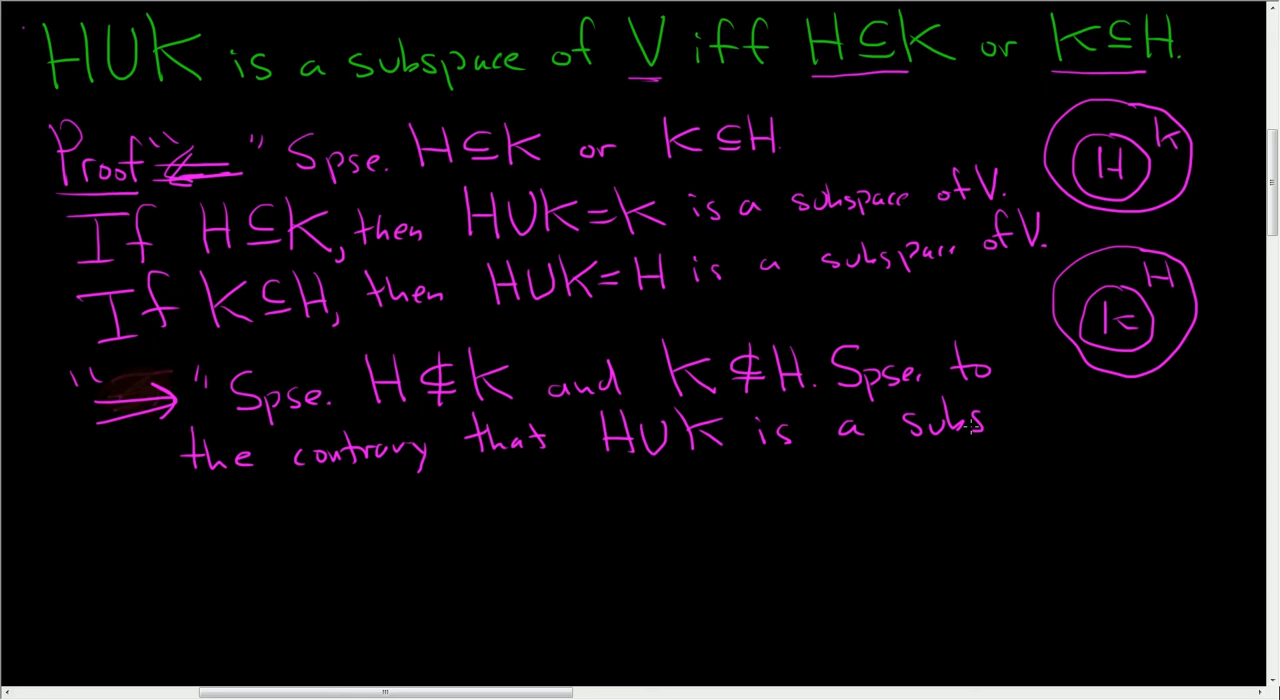 HUK is a subspace of V iff H⊆K or K⊆H.
Proof "⇐" Spse. H⊆K or K⊆H.
If H⊆K, then HUK=K is a subspace of V.
If K⊆H, then HUK=H is a subspace of V.
"⇒" Spse. H⊈K and K⊈H. Spse. to
the contrary that HUK is a subs
K
H
H
K